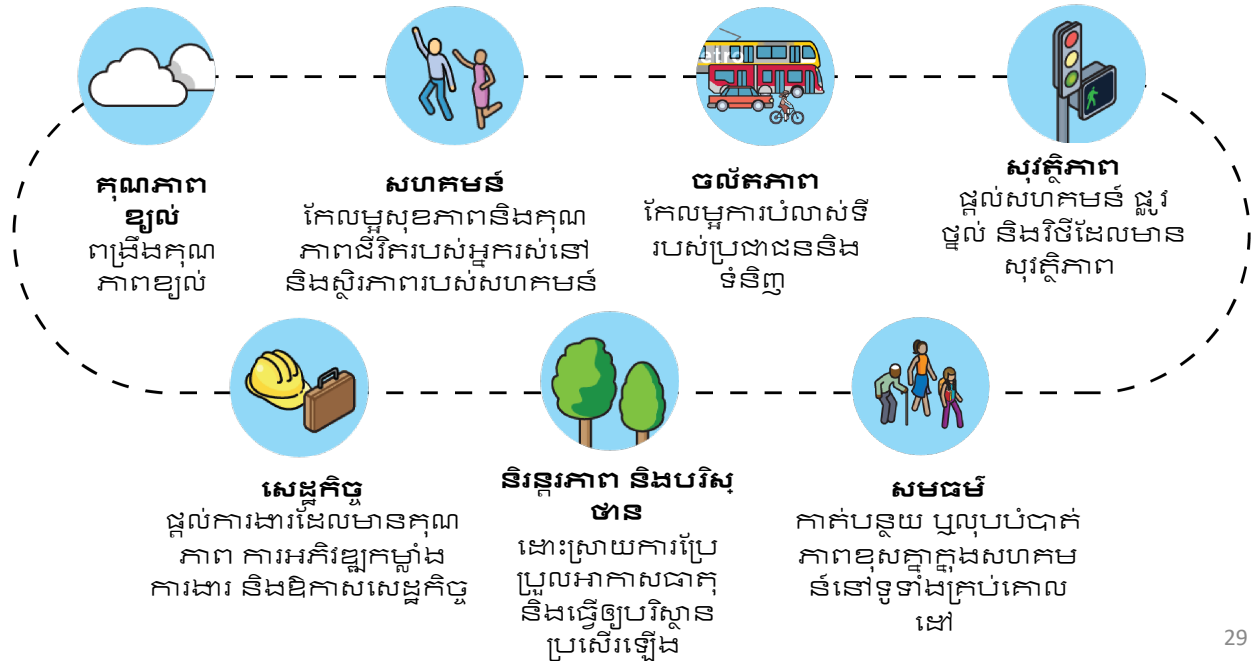 etro
គុណភាព
ខ្យល់
ពង្រឹងគុណ
ភាពខ្យល់
សហគមន៍
កែលម្អសុខភាពនិងគុណ
ភាពជីវិតរបស់អ្នករស់នៅ
និងស្ថិរភាពរបស់សហគមន៍
ចល័តភាព
កែលម្អការបំលាស់ទី
របស់ប្រជាជននិង
ទំនិញ
សុវត្ថិភាព
ផ្តល់សហគមន៍ ផ្លូវ
ថ្នល់ និងវិថីដែលមាន
សុវត្ថិភាព
សេដ្ឋកិច្ច
ផ្តល់ការងារដែលមានគុណ
ភាព ការអភិវឌ្ឍកម្លាំង
ការងារ និងឱកាសសេដ្ឋកិច្ច
និរន្តរភាព និងបរិស្
ថាន
ដោះស្រាយការប្រែ
ប្រួលអាកាសធាតុ
និងធ្វើឲ្យបរិស្ថាន
ប្រសើរឡើង
សមធម៌
កាត់បន្ថយ ឬលុបបំបាត់
ភាពខុសគ្នាក្នុងសហគម
ន៍នៅទូទាំងគ្រប់គោល
ដៅ
29